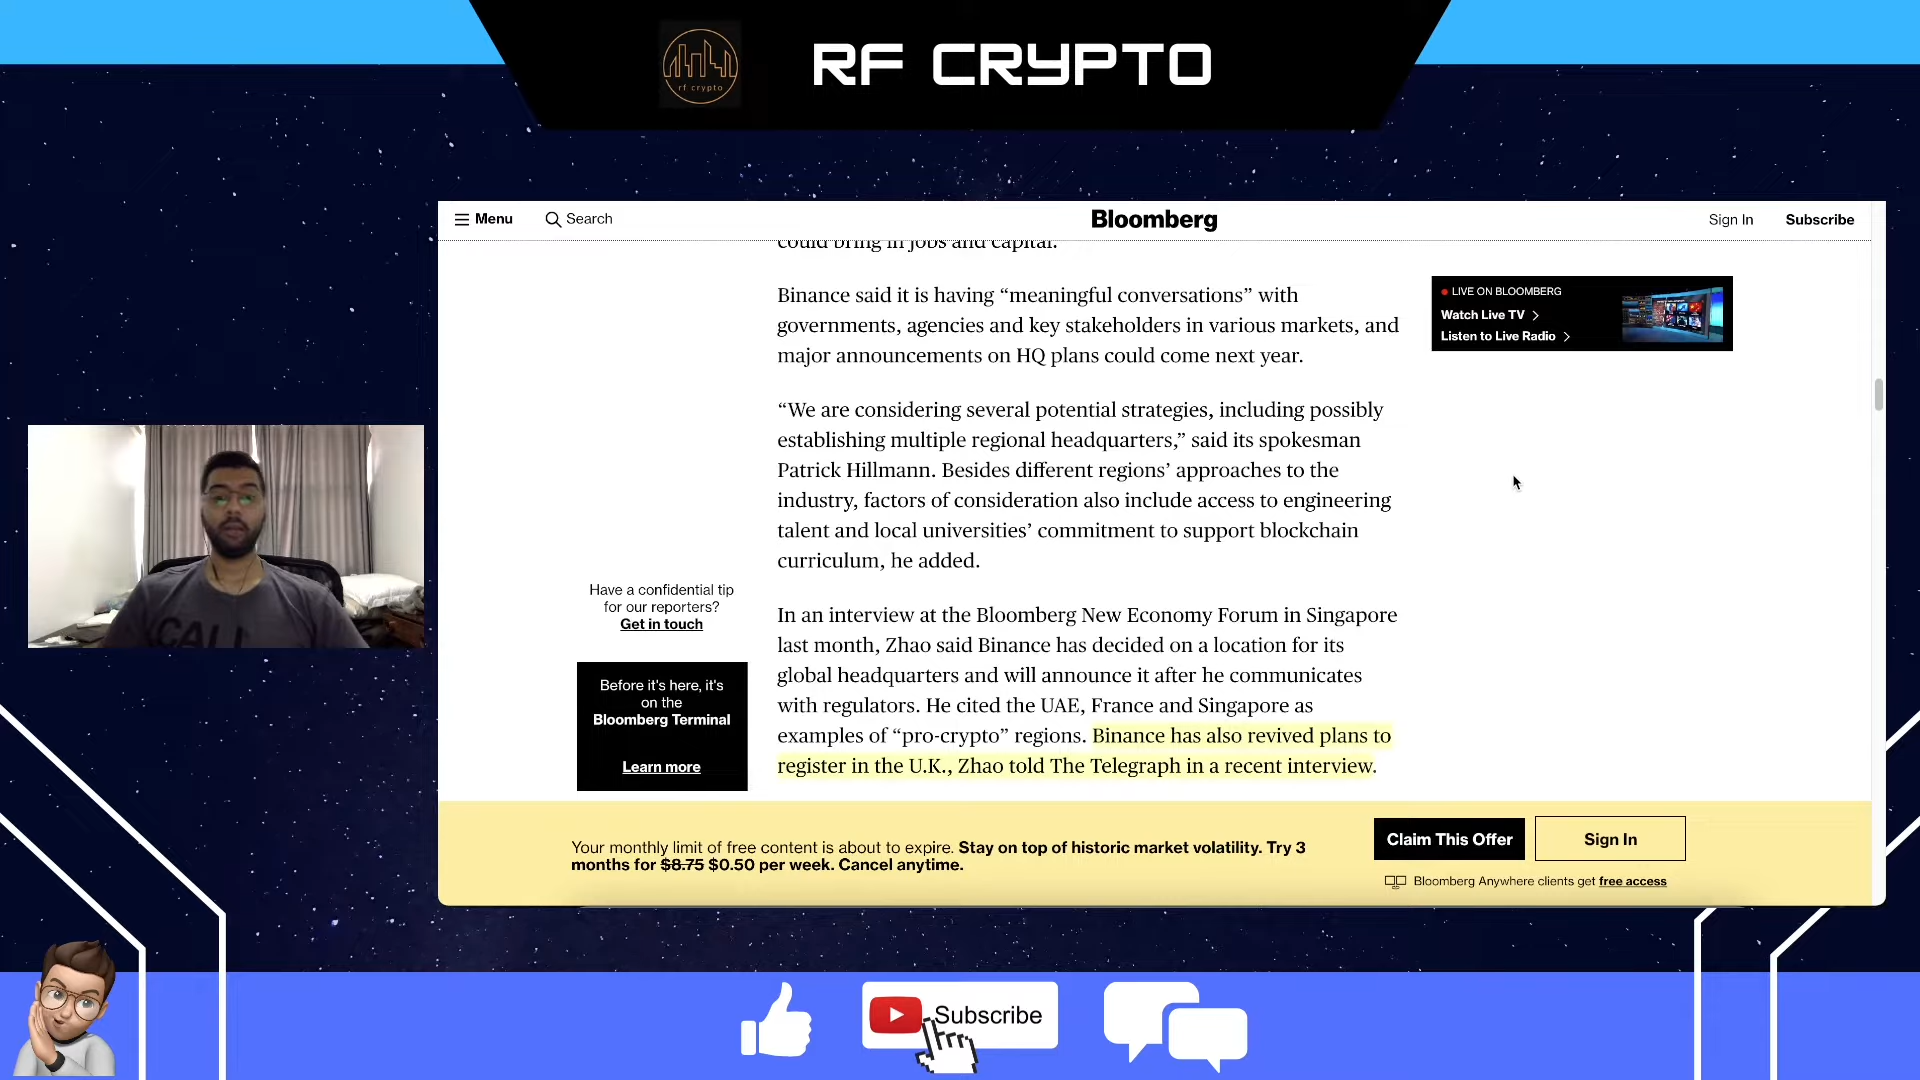 RF CRYPTO
rf crypto
Menu
Search
Bloomberg
Sign In
Subscribe
could bring in jobs and capital.
Binance said it is having “meaningful conversations” with
governments, agencies and key stakeholders in various markets, and
major announcements on HQ plans could come next year.
“We are considering several potential strategies, including possibly
establishing multiple regional headquarters,” said its spokesman
Patrick Hillmann. Besides different regions’ approaches to the
industry, factors of consideration also include access to engineering
talent and local universities’ commitment to support blockchain
curriculum, he added.
In an interview at the Bloomberg New Economy Forum in Singapore
last month, Zhao said Binance has decided on a location for its
global headquarters and will announce it after he communicates
with regulators. He cited the UAE, France and Singapore as
examples of “pro-crypto” regions. Binance has also revived plans to
register in the U.K., Zhao told The Telegraph in a recent interview.
LIVE ON BLOOMBERG
Watch Live TV
Listen to Live Radio
CALL
Have a confidential tip
for our reporters?
Get in touch
Before it's here, it's
on the
Bloomberg Terminal
Learn more
Your monthly limit of free content is about to expire. Stay on top of historic market volatility. Try 3
months for $8.75 $0.50 per week. Cancel anytime.
Claim This Offer
Sign In
Bloomberg Anywhere clients get free access
Subscribe